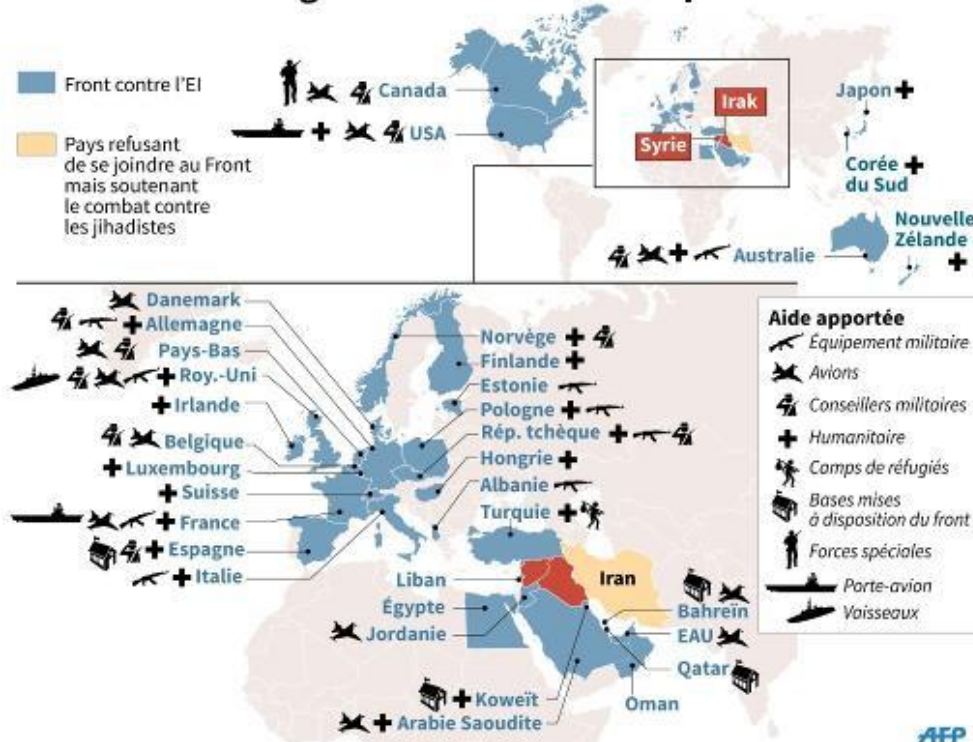 Front contre l'EI
Pays refusant
de se joindre au Front
mais soutenant
le combat contre
les jihadistes
Canada
USA
Irak
Syrie
Japon
Corée
du Sud
Nouvelle
Zélande
Australie
Danemark
Allemagne
Pays-Bas
Roy.-Uni
Irlande
Belgique
Luxembourg
Suisse
France
Espagne
Italie
Norvège
Finlande
Estonie
Pologne
Rép. tchèque
Hongrie
Albanie
Turquie
Liban
Égypte
Jordanie
Koweït
Arabie Saoudite
Iran
Bahreïn
EAU
Qatar
Oman
Aide apportée
Équipement militaire
Avions
Conseillers militaires
Humanitaire
Camps de réfugiés
Bases mises
à disposition du front
Forces spéciales
Porte-avion
Vaisseaux
AFP